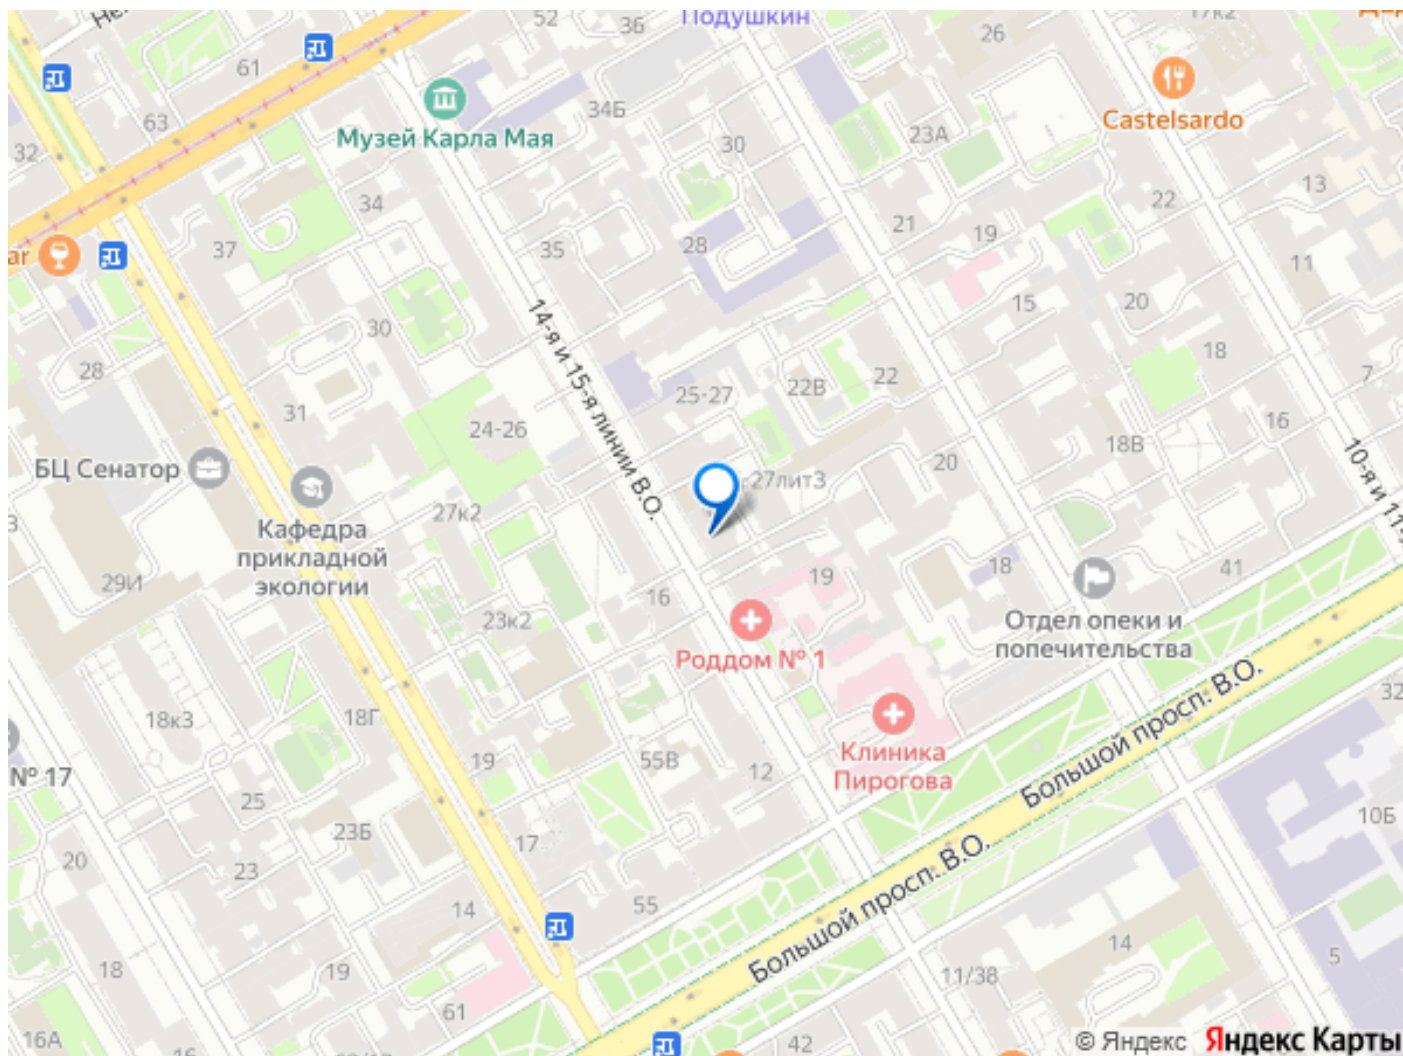 52
36
Подушкин
17к2
61
26
63
34Б
Музей Карла Мая
Castelsardo
23А
30
32
13
34
22
21
19
37
35
28
ar
11
15
20
30
14-я и 15-я линии В.О.
18
28
22В
22
7
25-27
31
16
24-26
18В
БЦ Сенатор
20
27лит3
10-я и 11-
27к2
Кафедра
прикладной
экологии
29И
19
18
41
16
23к2
Отдел опеки и
попечительства
Роддом № 1
18к3
18Г
32
Большой просп. В.О.
Клиника
Пирогова
19
55В
12
№ 17
25
23Б
17
10Б
20
23
Большой просп. В.О.
14
55
14
18
19
11/38
5
61
16А
16
42
© Яндекс Яндекс Карты